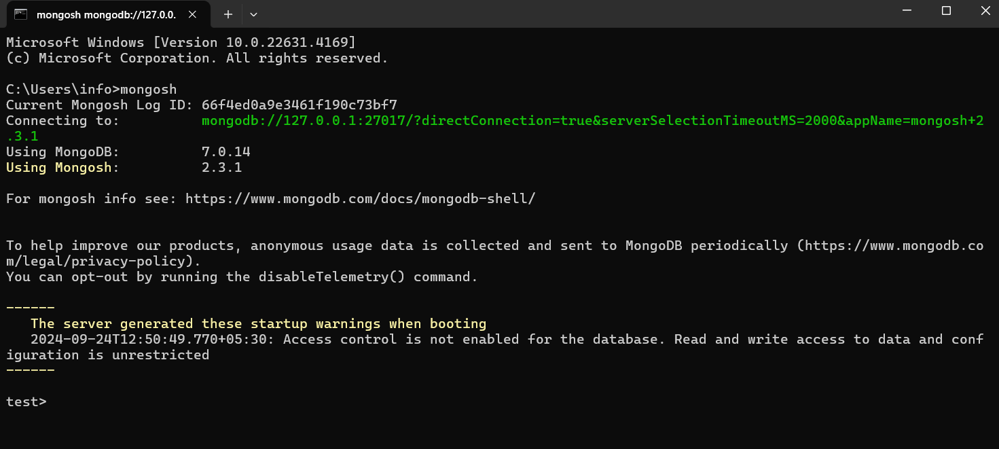 mongosh mongodb://127.0.0.
Microsoft Windows [Version 10.0.22631.4169]
(c) Microsoft Corporation. All rights reserved.
C:\Users\info>mongosh
Current Mongosh Log ID: 66f4ed0a9e3461f190c73bf7
Connecting to:          mongodb://127.0.0.1:27017/?directConnection=true&serverSelectionTimeoutMS=2000&appName=mongosh+2
.3.1
Using MongoDB:          7.0.14
Using Mongosh:          2.3.1
For mongosh info see: https://www.mongodb.com/docs/mongodb-shell/
To help improve our products, anonymous usage data is collected and sent to MongoDB periodically (https://www.mongodb.co
m/legal/privacy-policy).
You can opt-out by running the disableTelemetry() command.
------
   The server generated these startup warnings when booting
   2024-09-24T12:50:49.770+05:30: Access control is not enabled for the database. Read and write access to data and conf
iguration is unrestricted
------
test>